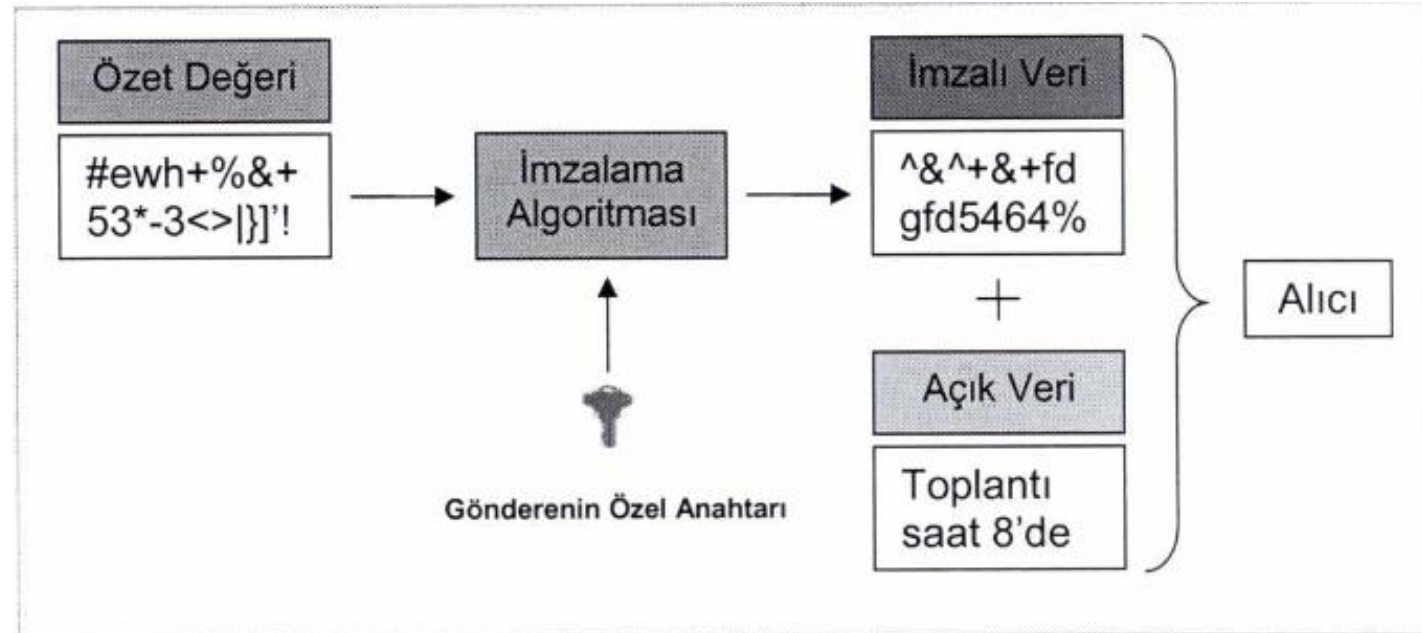 Özet Değeri
#ewh+%&+
53*-3<>|}]'!
İmzalama
Algoritması
Gönderenin Özel Anahtarı
İmzalı Veri
^&^+&+fd
gfd5464%
+
Açık Veri
Toplantı
saat 8'de
Alıcı